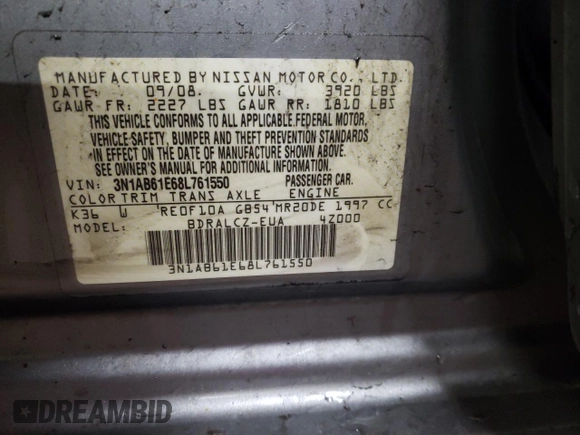 MANUFACTURED BY NISSAN MOTOR CO., LTD.
DATE: 09/08. GVWR: 3920 LBS
GAWR FR: 2227 LBS GAWR RR: 1810 LBS
THIS VEHICLE CONFORMS TO ALL APPLICABLE FEDERAL MOTOR
VEHICLE SAFETY, BUMPER AND THEFT PREVENTION STANDARDS
IN EFFECT ON THE DATE OF MANUFACTURE SHOWN ABOVE.
SEE OWNER'S MANUAL FOR ADDITIONAL INFORMATION
VIN: 3N1AB61E68L761550 PASSENGER CAR.
COLOR TRIM TRANS AXLE ENGINE
K36 W RE0F10A GB54 MR20DE 1997 CC
MODEL: BDRALCZ-EUA 4Z000
3N1AB61E68L761550
DREAMBID